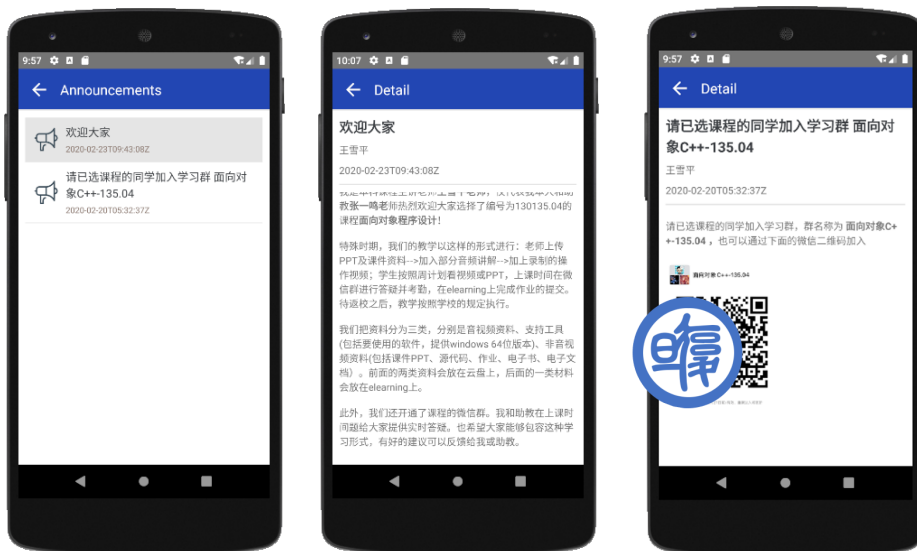 9:57
Announcements
欢迎大家
2020-02-23T09:43:08Z
请已选课程的同学加入学习群 面向对
象C++-135.04
2020-02-20T05:32:37Z
10:07
Detail
欢迎大家
王雪平
2020-02-23T09:43:08Z
教张一鸣老师热烈欢迎大家选择了编号为130135.04的
课程面向对象程序设计!
特殊时期，我们的教学以这样的形式进行：老师上传
PPT及课件资料-->加入部分音频讲解-->加上录制的操
作视频；学生按照周计划看视频或PPT，上课时间在微
信群进行答疑并考勤，在elearning上完成作业的提交。
待返校之后，教学按照学校的规定执行。
我们把资料分为三类，分别是音视频资料、支持工具
(包括要使用的软件，提供windows 64位版本)、非音视
频资料(包括课件PPT、源代码、作业、电子书、电子文
档）。前面的两类资料会放在云盘上，后面的一类材料
会放在elearning上。
此外，我们还开通了课程的微信群。我和助教在上课时
间题给大家提供实时答疑。也希望大家能够包容这种学
习形式，有好的建议可以反馈给我或助教。
9:57
Detail
请已选课程的同学加入学习群 面向对
象C++-135.04
王雪平
2020-02-20T05:32:37Z
请已选课程的同学加入学习群，群名称为 面向对象C+
+-135.04 ，也可以通过下面的微信二维码加入
面向对象C++-135.04